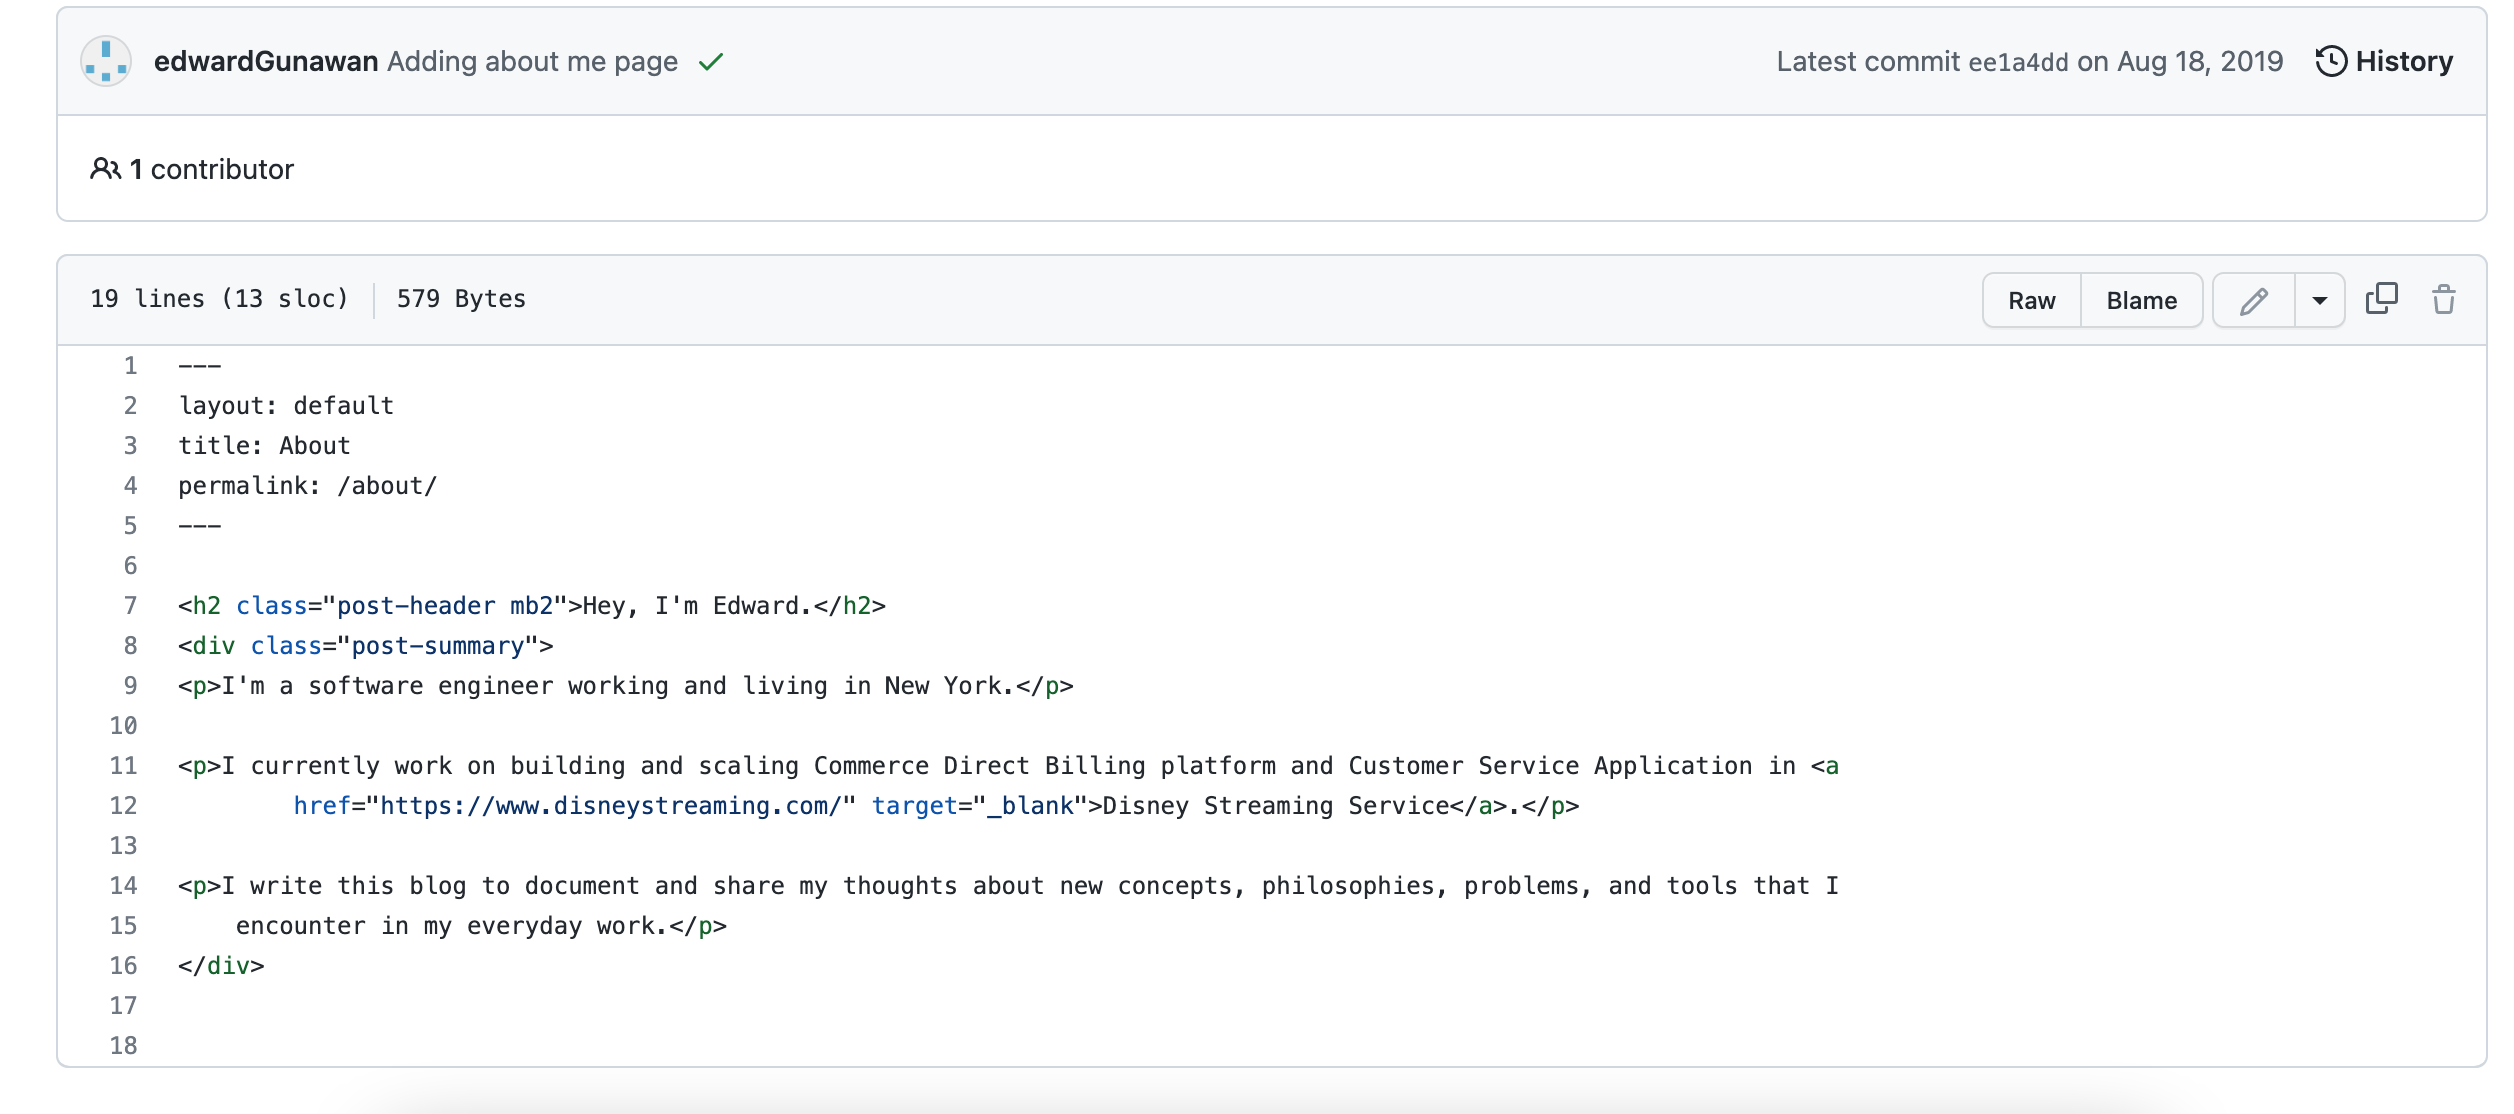 edwardGunawan Adding about me page
Latest commit ee1a4dd on Aug 18, 2019 History
1 contributor
19 lines (13 sloc) 579 Bytes
Raw Blame
1 ---
2 layout: default
3 title: About
4 permalink: /about/
5 ---
6
7 <h2 class="post-header mb2">Hey, I'm Edward.</h2>
8 <div class="post-summary">
9 <p>I'm a software engineer working and living in New York.</p>
10
11 <p>I currently work on building and scaling Commerce Direct Billing platform and Customer Service Application in <a
12         href="https://www.disneystreaming.com/" target="_blank">Disney Streaming Service</a>.</p>
13
14 <p>I write this blog to document and share my thoughts about new concepts, philosophies, problems, and tools that I
15     encounter in my everyday work.</p>
16 </div>
17
18